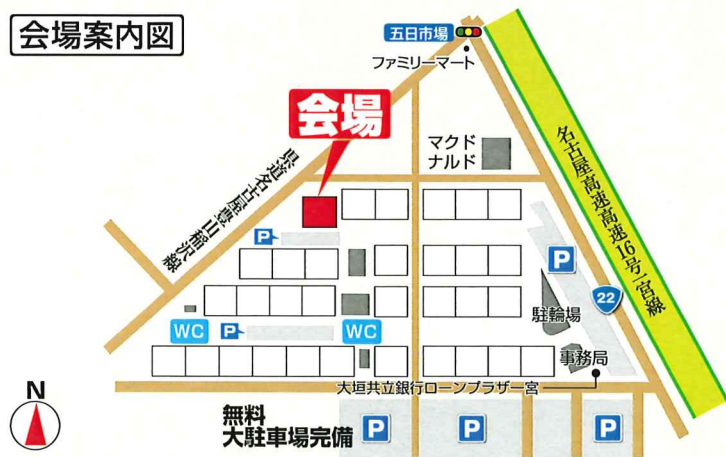 会場案内図
五日市場
ファミリーマート
会場
マクド
ナルド
県道名古屋豊山稲沢線
名古屋高速高速16号一宮線
P
P
22
駐輪場
WC
P
WC
事務局
大垣共立銀行ローンプラザ一宮
N
無料
大駐車場完備
P
P
P